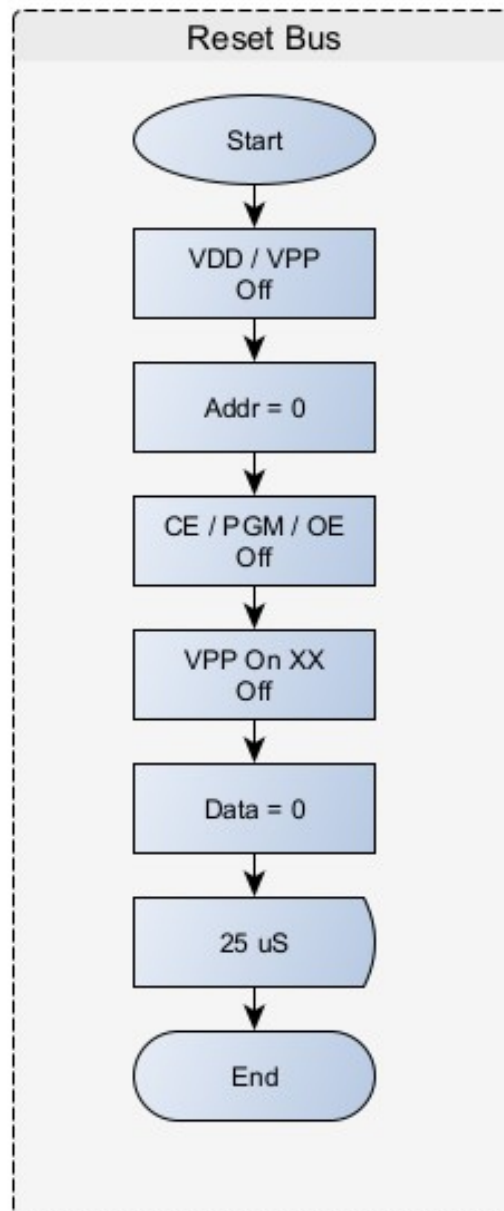 Reset Bus
Start
VDD / VPP
Off
Addr = 0
CE / PGM / OE
Off
VPP On XX
Off
Data = 0
25 uS
End